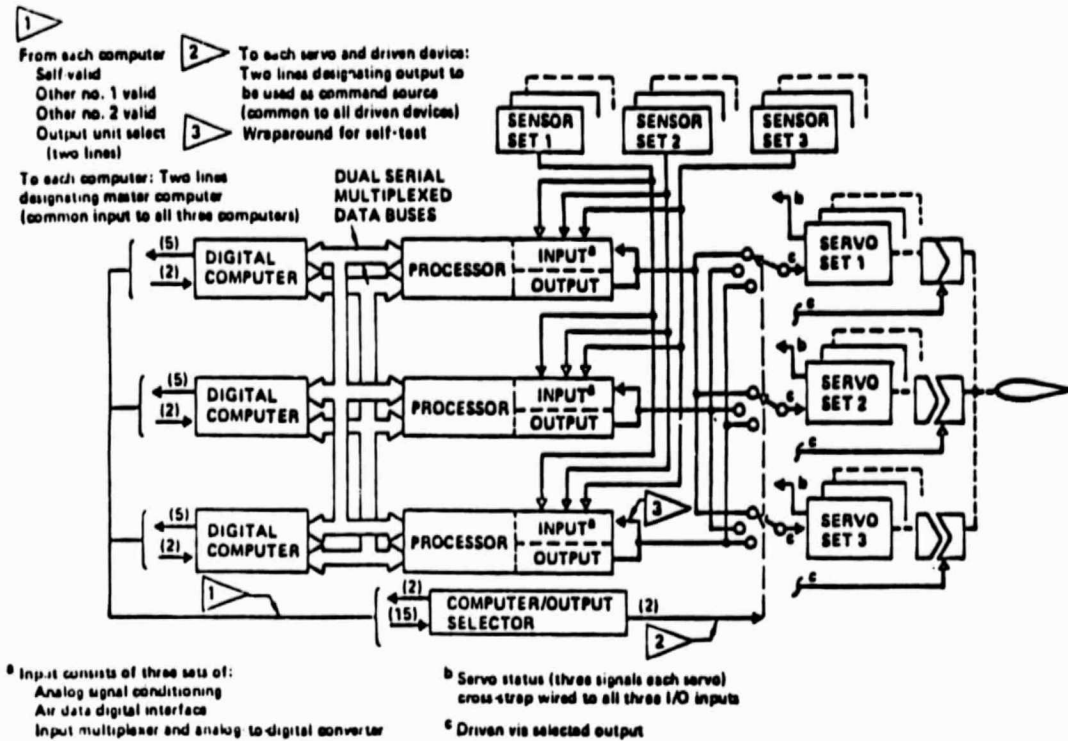 1
From each computer
Self-valid
Other no. 1 valid
Other no. 2 valid
Output unit select
(two lines)
2
To each servo and driven device:
Two lines designating output to
be used as command source
(common to all driven devices)
3
Wraparound for self-test
To each computer: Two lines
designating master computer
(common input to all three computers)
DUAL SERIAL
MULTIPLEXED
DATA BUSES
SENSOR
SET 1
SENSOR
SET 2
SENSOR
SET 3
(5)
(2)
DIGITAL
COMPUTER
PROCESSOR
INPUT a
OUTPUT
b
c
SERVO
SET 1
c
(5)
(2)
DIGITAL
COMPUTER
PROCESSOR
INPUT a
OUTPUT
b
c
SERVO
SET 2
c
(5)
(2)
DIGITAL
COMPUTER
PROCESSOR
INPUT a
OUTPUT
3
b
c
SERVO
SET 3
c
1
(2)
(15)
COMPUTER/OUTPUT
SELECTOR
(2)
2
a Input consists of three sets of:
Analog signal conditioning
Air data digital interface
Input multiplexer and analog-to-digital converter
b Servo status (three signals each servo)
cross-strap wired to all three I/O inputs
c Driven via selected output